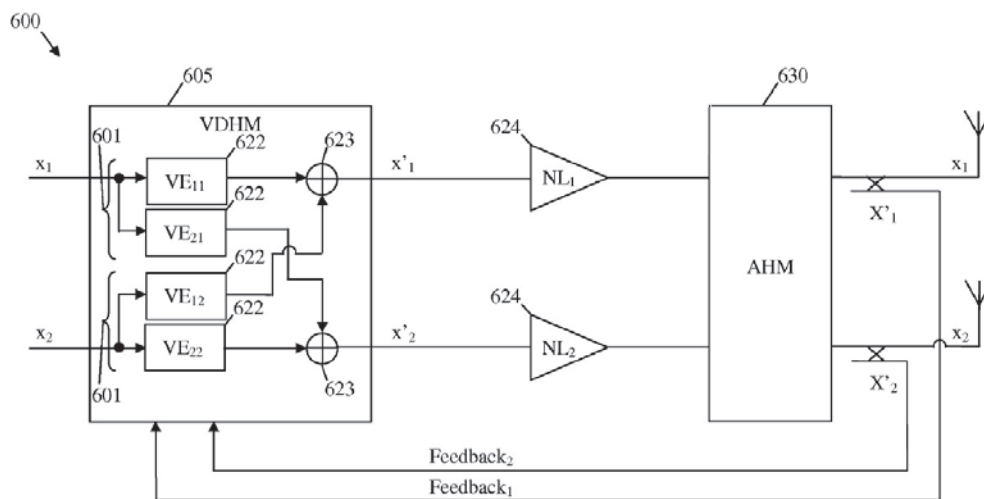 600
605
630
VDHM
601
622
623
624
x₁
VE₁₁
x'₁
NL₁
x₁
622
X'₁
VE₂₁
622
AHM
VE₁₂
622
624
x₂
VE₂₂
x'₂
NL₂
x₂
601
623
X'₂
Feedback₂
Feedback₁